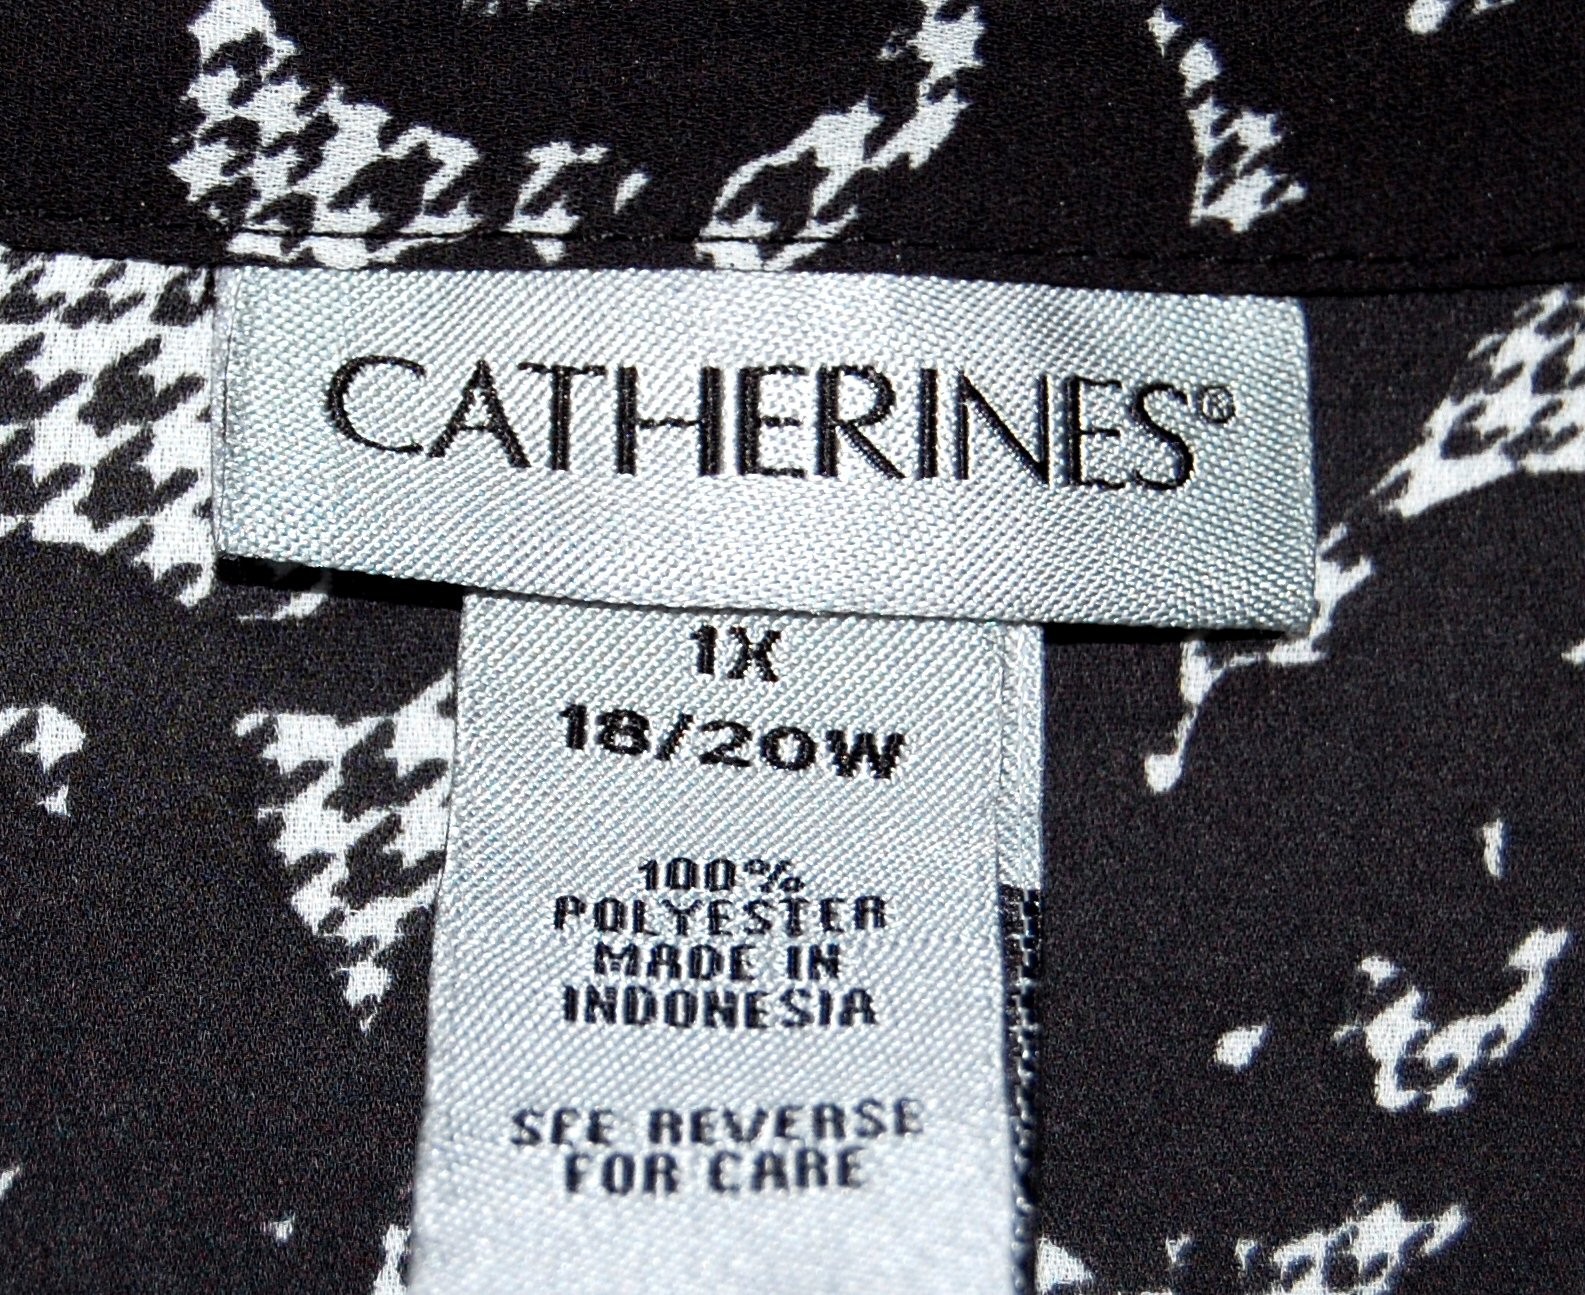 CATHERINES®
1X
18/20W
100%
POLYESTER
MADE IN
INDONESIA
SEE REVERSE
FOR CARE